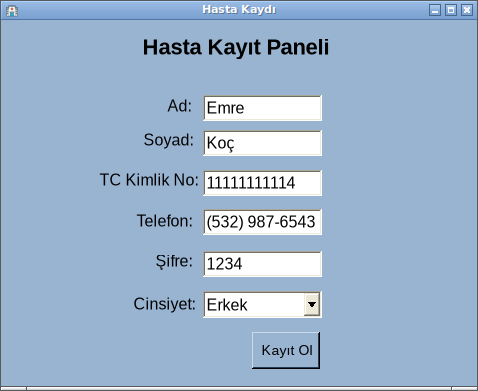 Hasta Kaydı
Hasta Kayıt Paneli
Ad: Emre
Soyad: Koç
TC Kimlik No: 11111111114
Telefon: (532) 987-6543
Şifre: 1234
Cinsiyet: Erkek
Kayıt Ol